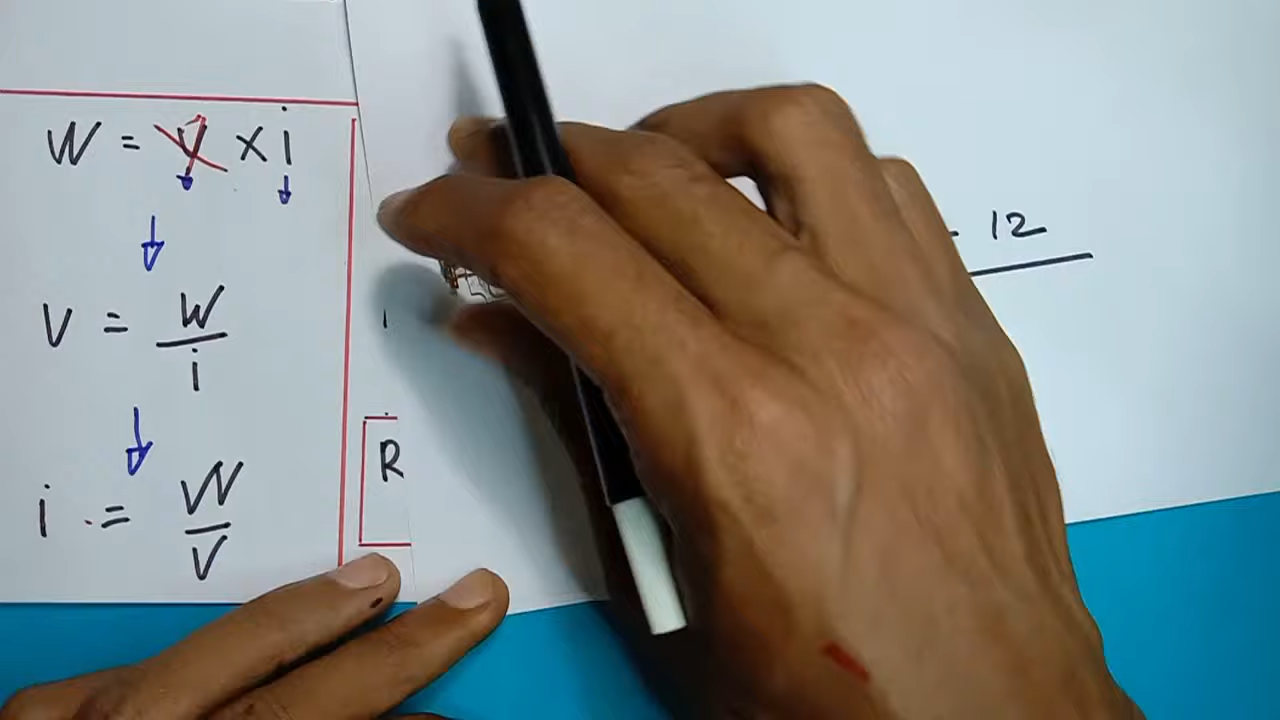 W = V x i
V = W / i
i = W / V
R
12